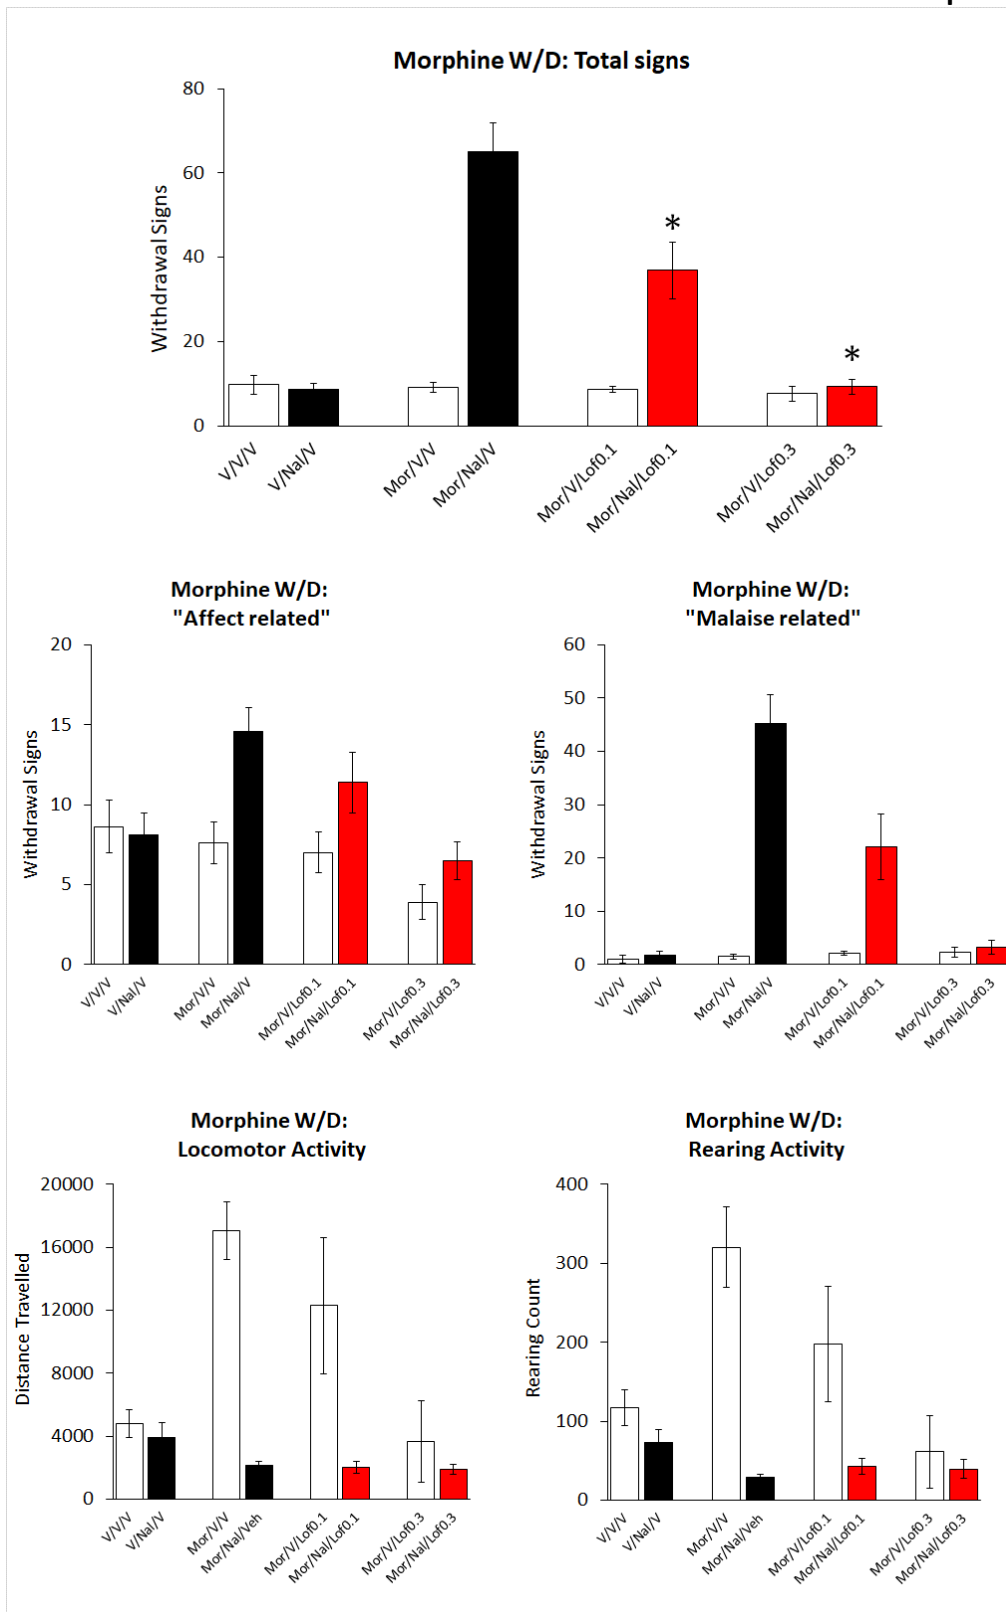 Morphine W/D: Total signs
80
60
40
20
0
Withdrawal Signs
*
*
V/V/V
V/Nal/V
Mor/V/V
Mor/Nal/V
Mor/V/Lof0.1
Mor/Nal/Lof0.1
Mor/V/Lof0.3
Mor/Nal/Lof0.3
Morphine W/D:
"Affect related"
20
15
10
5
0
Withdrawal Signs
V/V/V
V/Nal/V
Mor/V/V
Mor/Nal/V
Mor/V/Lof0.1
Mor/Nal/Lof0.1
Mor/V/Lof0.3
Mor/Nal/Lof0.3
Morphine W/D:
"Malaise related"
60
50
40
30
20
10
0
Withdrawal Signs
V/V/V
V/Nal/V
Mor/V/V
Mor/Nal/V
Mor/V/Lof0.1
Mor/Nal/Lof0.1
Mor/V/Lof0.3
Mor/Nal/Lof0.3
Morphine W/D:
Locomotor Activity
20000
16000
12000
8000
4000
0
Distance Travelled
V/V/V
V/Nal/V
Mor/V/V
Mor/Nal/Veh
Mor/V/Lof0.1
Mor/Nal/Lof0.1
Mor/V/Lof0.3
Mor/Nal/Lof0.3
Morphine W/D:
Rearing Activity
400
300
200
100
0
Rearing Count
V/V/V
V/Nal/V
Mor/V/V
Mor/Nal/Veh
Mor/V/Lof0.1
Mor/Nal/Lof0.1
Mor/V/Lof0.3
Mor/Nal/Lof0.3